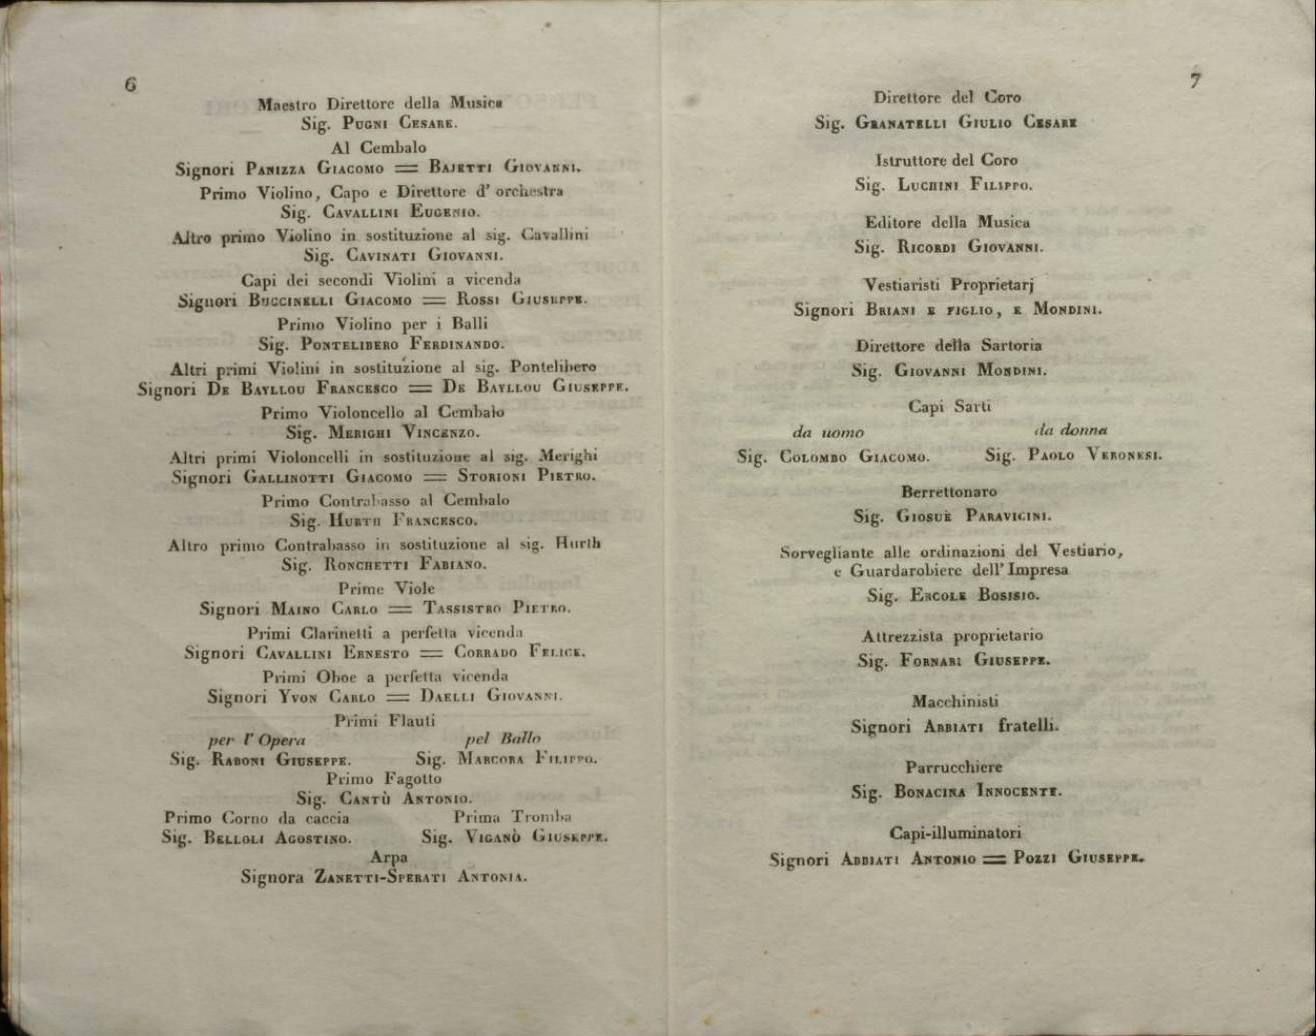 6
Maestro Direttore della Musica
Sig. Pugni Cesare.
Al Cembalo
Signori Panizza Giacomo = Bajetti Giovanni.
Primo Violino, Capo e Direttore d' orchestra
Sig. Cavallini Eugenio.
Altro primo Violino in sostituzione al sig. Cavallini
Sig. Cavinati Giovanni.
Capi dei secondi Violini a vicenda
Signori Buccinelli Giacomo = Rossi Giuseppe.
Primo Violino per i Balli
Sig. Pontelibero Ferdinando.
Altri primi Violini in sostituzione al sig. Pontelibero
Signori De Bayllou Francesco = De Bayllou Giuseppe.
Primo Violoncello al Cembalo
Sig. Merighi Vincenzo.
Altri primi Violoncelli in sostituzione al sig. Merighi
Signori Gallinotti Giacomo = Storioni Pietro.
Primo Contrabasso al Cembalo
Sig. Hurth Francesco.
Altro primo Contrabasso in sostituzione al sig. Hurth
Sig. Ronchetti Fabiano.
Prime Viole
Signori Maino Carlo = Tassistro Pietro.
Primi Clarinetti a perfetta vicenda
Signori Cavallini Ernesto = Corrado Felice.
Primi Oboe a perfetta vicenda
Signori Yvon Carlo = Daelli Giovanni.
Primi Flauti
per l' Opera pel Ballo
Sig. Raboni Giuseppe. Sig. Marcora Filippo.
Primo Fagotto
Sig. Cantù Antonio.
Primo Corno da caccia Prima Tromba
Sig. Belloli Agostino. Sig. Viganò Giuseppe.
Arpa
Signora Zanetti-Sperati Antonia.
7
Direttore del Coro
Sig. Granatelli Giulio Cesare
Istruttore del Coro
Sig. Luchini Filippo.
Editore della Musica
Sig. Ricordi Giovanni.
Vestiaristi Proprietarj
Signori Briani e figlio, e Mondini.
Direttore della Sartoria
Sig. Giovanni Mondini.
Capi Sarti
da uomo da donna
Sig. Colombo Giacomo. Sig. Paolo Veronesi.
Berrettonaro
Sig. Giosuè Paravicini.
Sorvegliante alle ordinazioni del Vestiario,
e Guardarobiere dell' Impresa
Sig. Ercole Bosisio.
Attrezzista proprietario
Sig. Fornari Giuseppe.
Macchinisti
Signori Abbiati fratelli.
Parrucchiere
Sig. Bonacina Innocente.
Capi-illuminatori
Signori Abbiati Antonio = Pozzi Giuseppe.